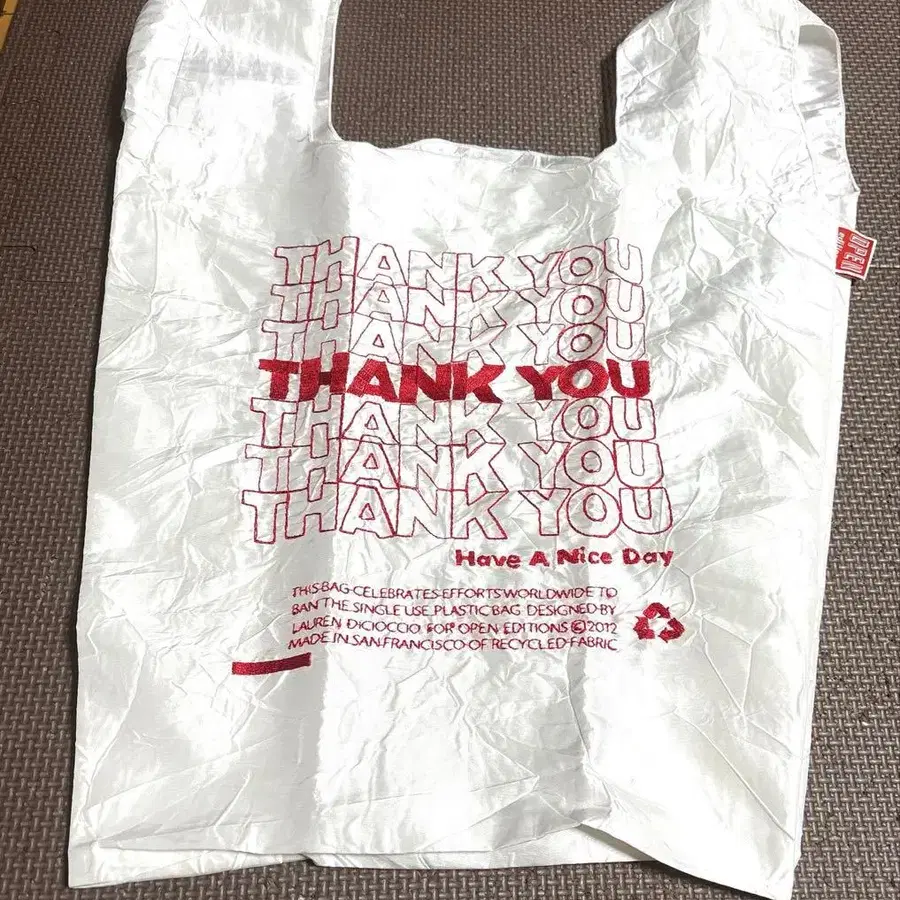 THANK YOU
THANK YOU
THANK YOU
THANK YOU
THANK YOU
THANK YOU
THANK YOU
Have A Nice Day
THIS BAG CELEBRATES EFFORTS WORLDWIDE TO
BAN THE SINGLE USE PLASTIC BAG. DESIGNED BY
LAUREN DICIOCCIO FOR OPEN EDITIONS © 2012
MADE IN SAN FRANCISCO OF RECYCLED FABRIC
OPEN